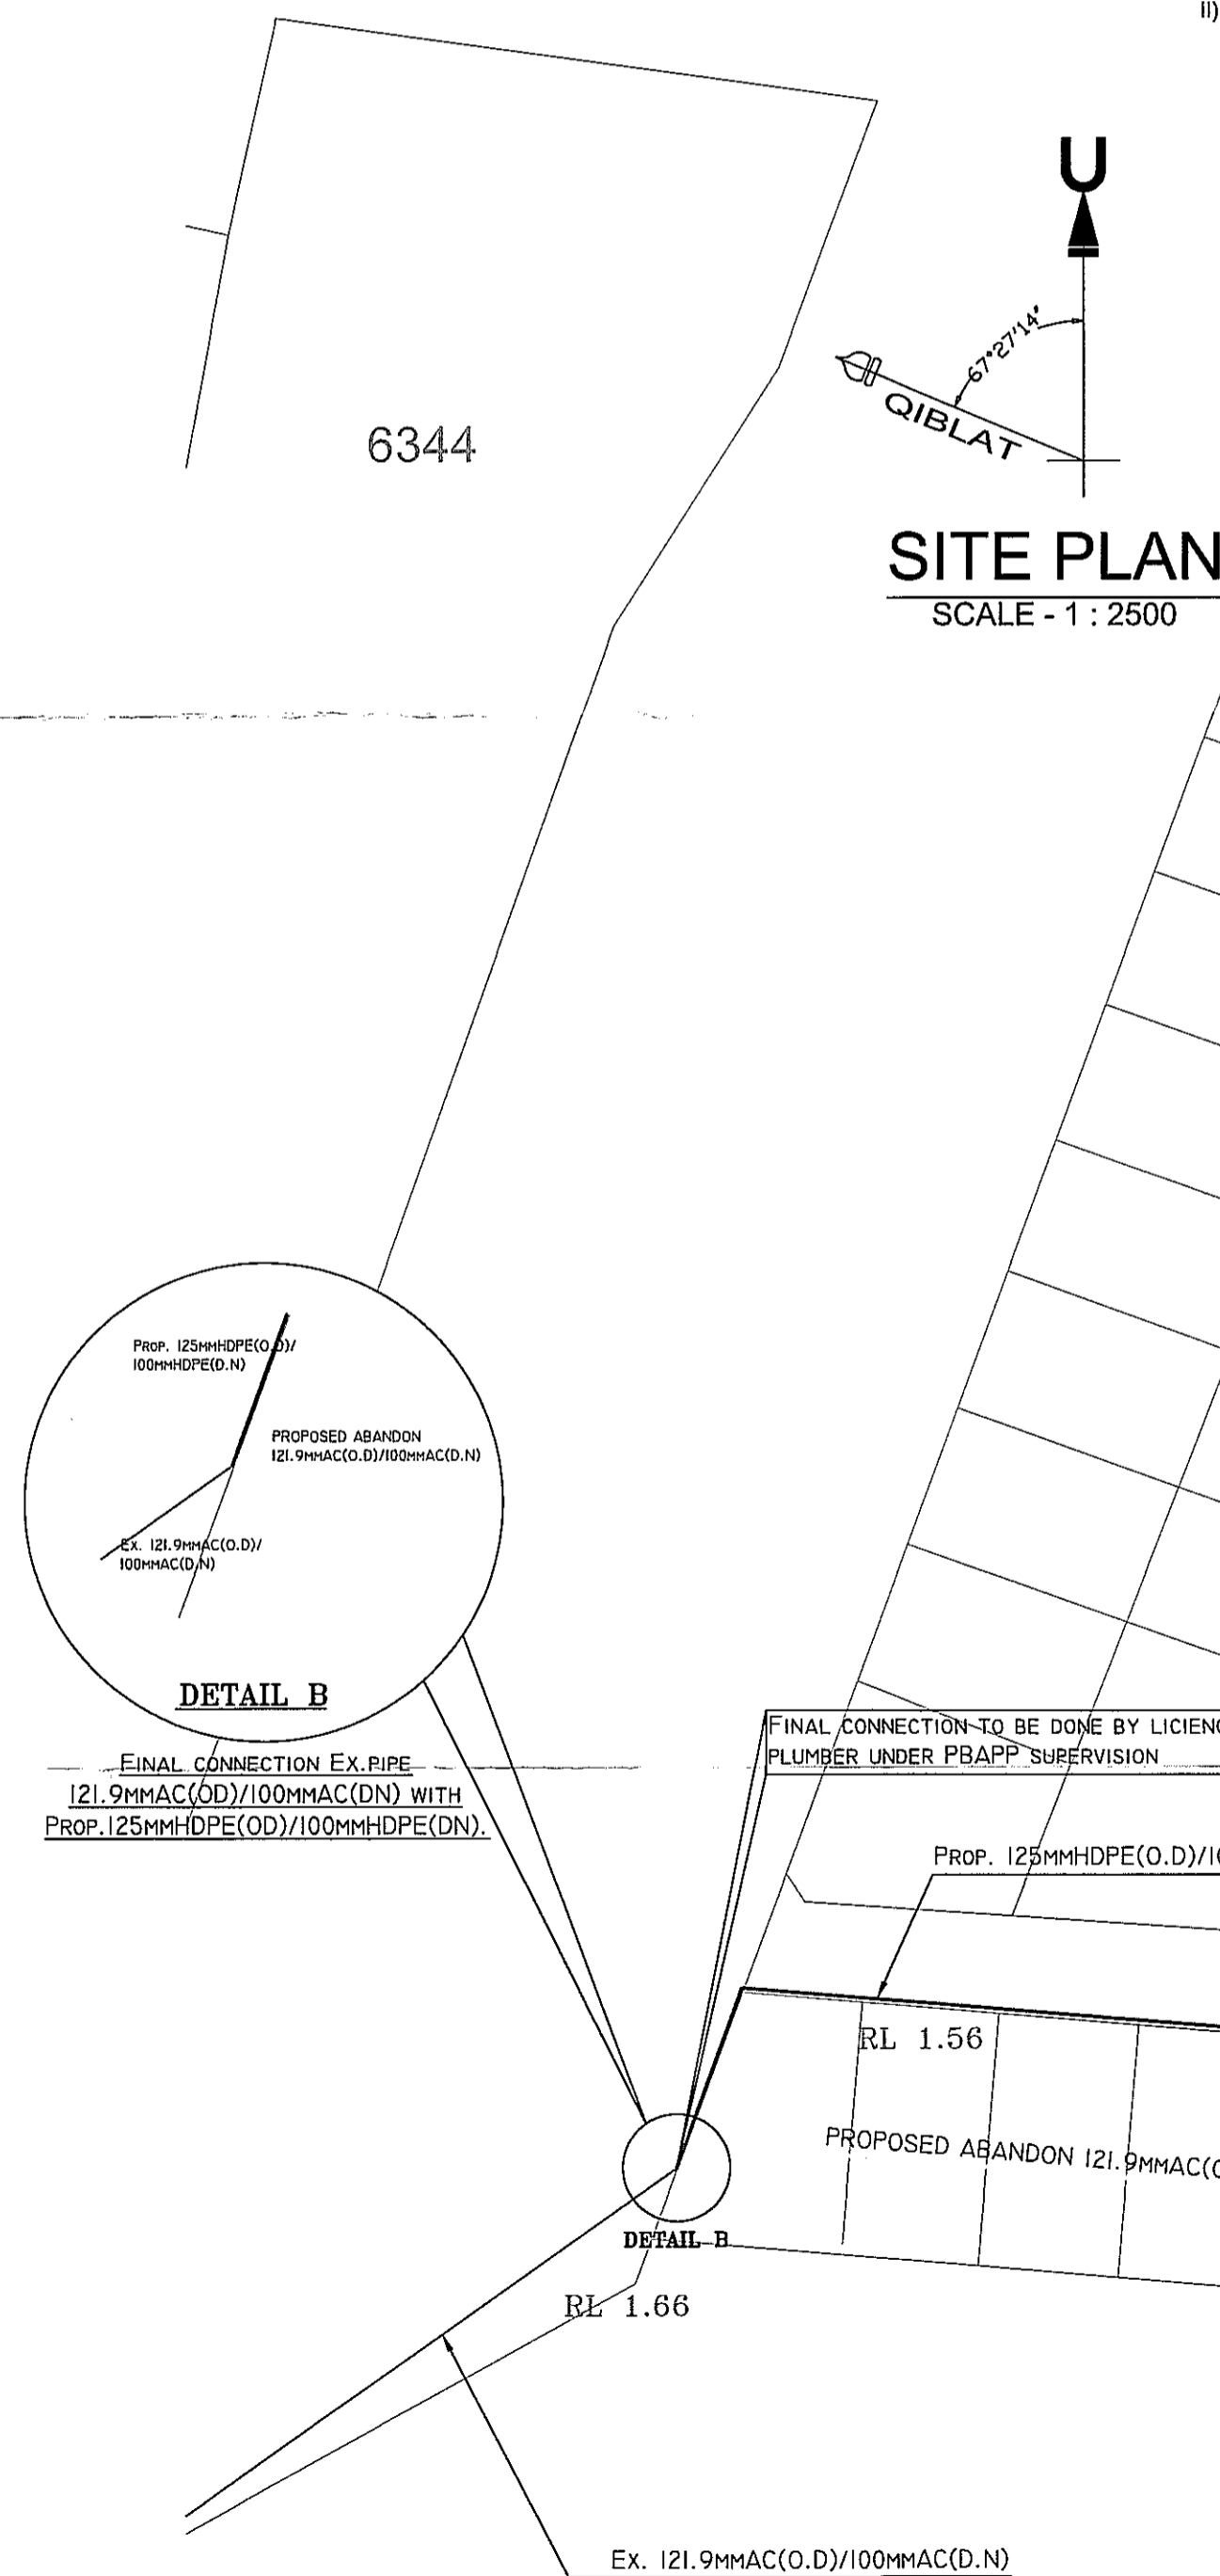 II)
U
67°27'14"
QIBLAT
6344
SITE PLAN
SCALE - 1 : 2500
PROP. 125MMHDPE(O.D)/
100MMHDPE(D.N)
PROPOSED ABANDON
121.9MMAC(O.D)/100MMAC(D.N)
EX. 121.9MMAC(O.D)/
100MMAC(D.N)
DETAIL B
FINAL CONNECTION EX.PIPE
121.9MMAC(OD)/100MMAC(DN) WITH
PROP.125MMHDPE(OD)/100MMHDPE(DN).
FINAL CONNECTION TO BE DONE BY LICIENC
PLUMBER UNDER PBAPP SUPERVISION
PROP. 125MMHDPE(O.D)/10
RL 1.56
PROPOSED ABANDON 121.9MMAC(O
DETAIL B
RL 1.66
EX. 121.9MMAC(O.D)/100MMAC(D.N)